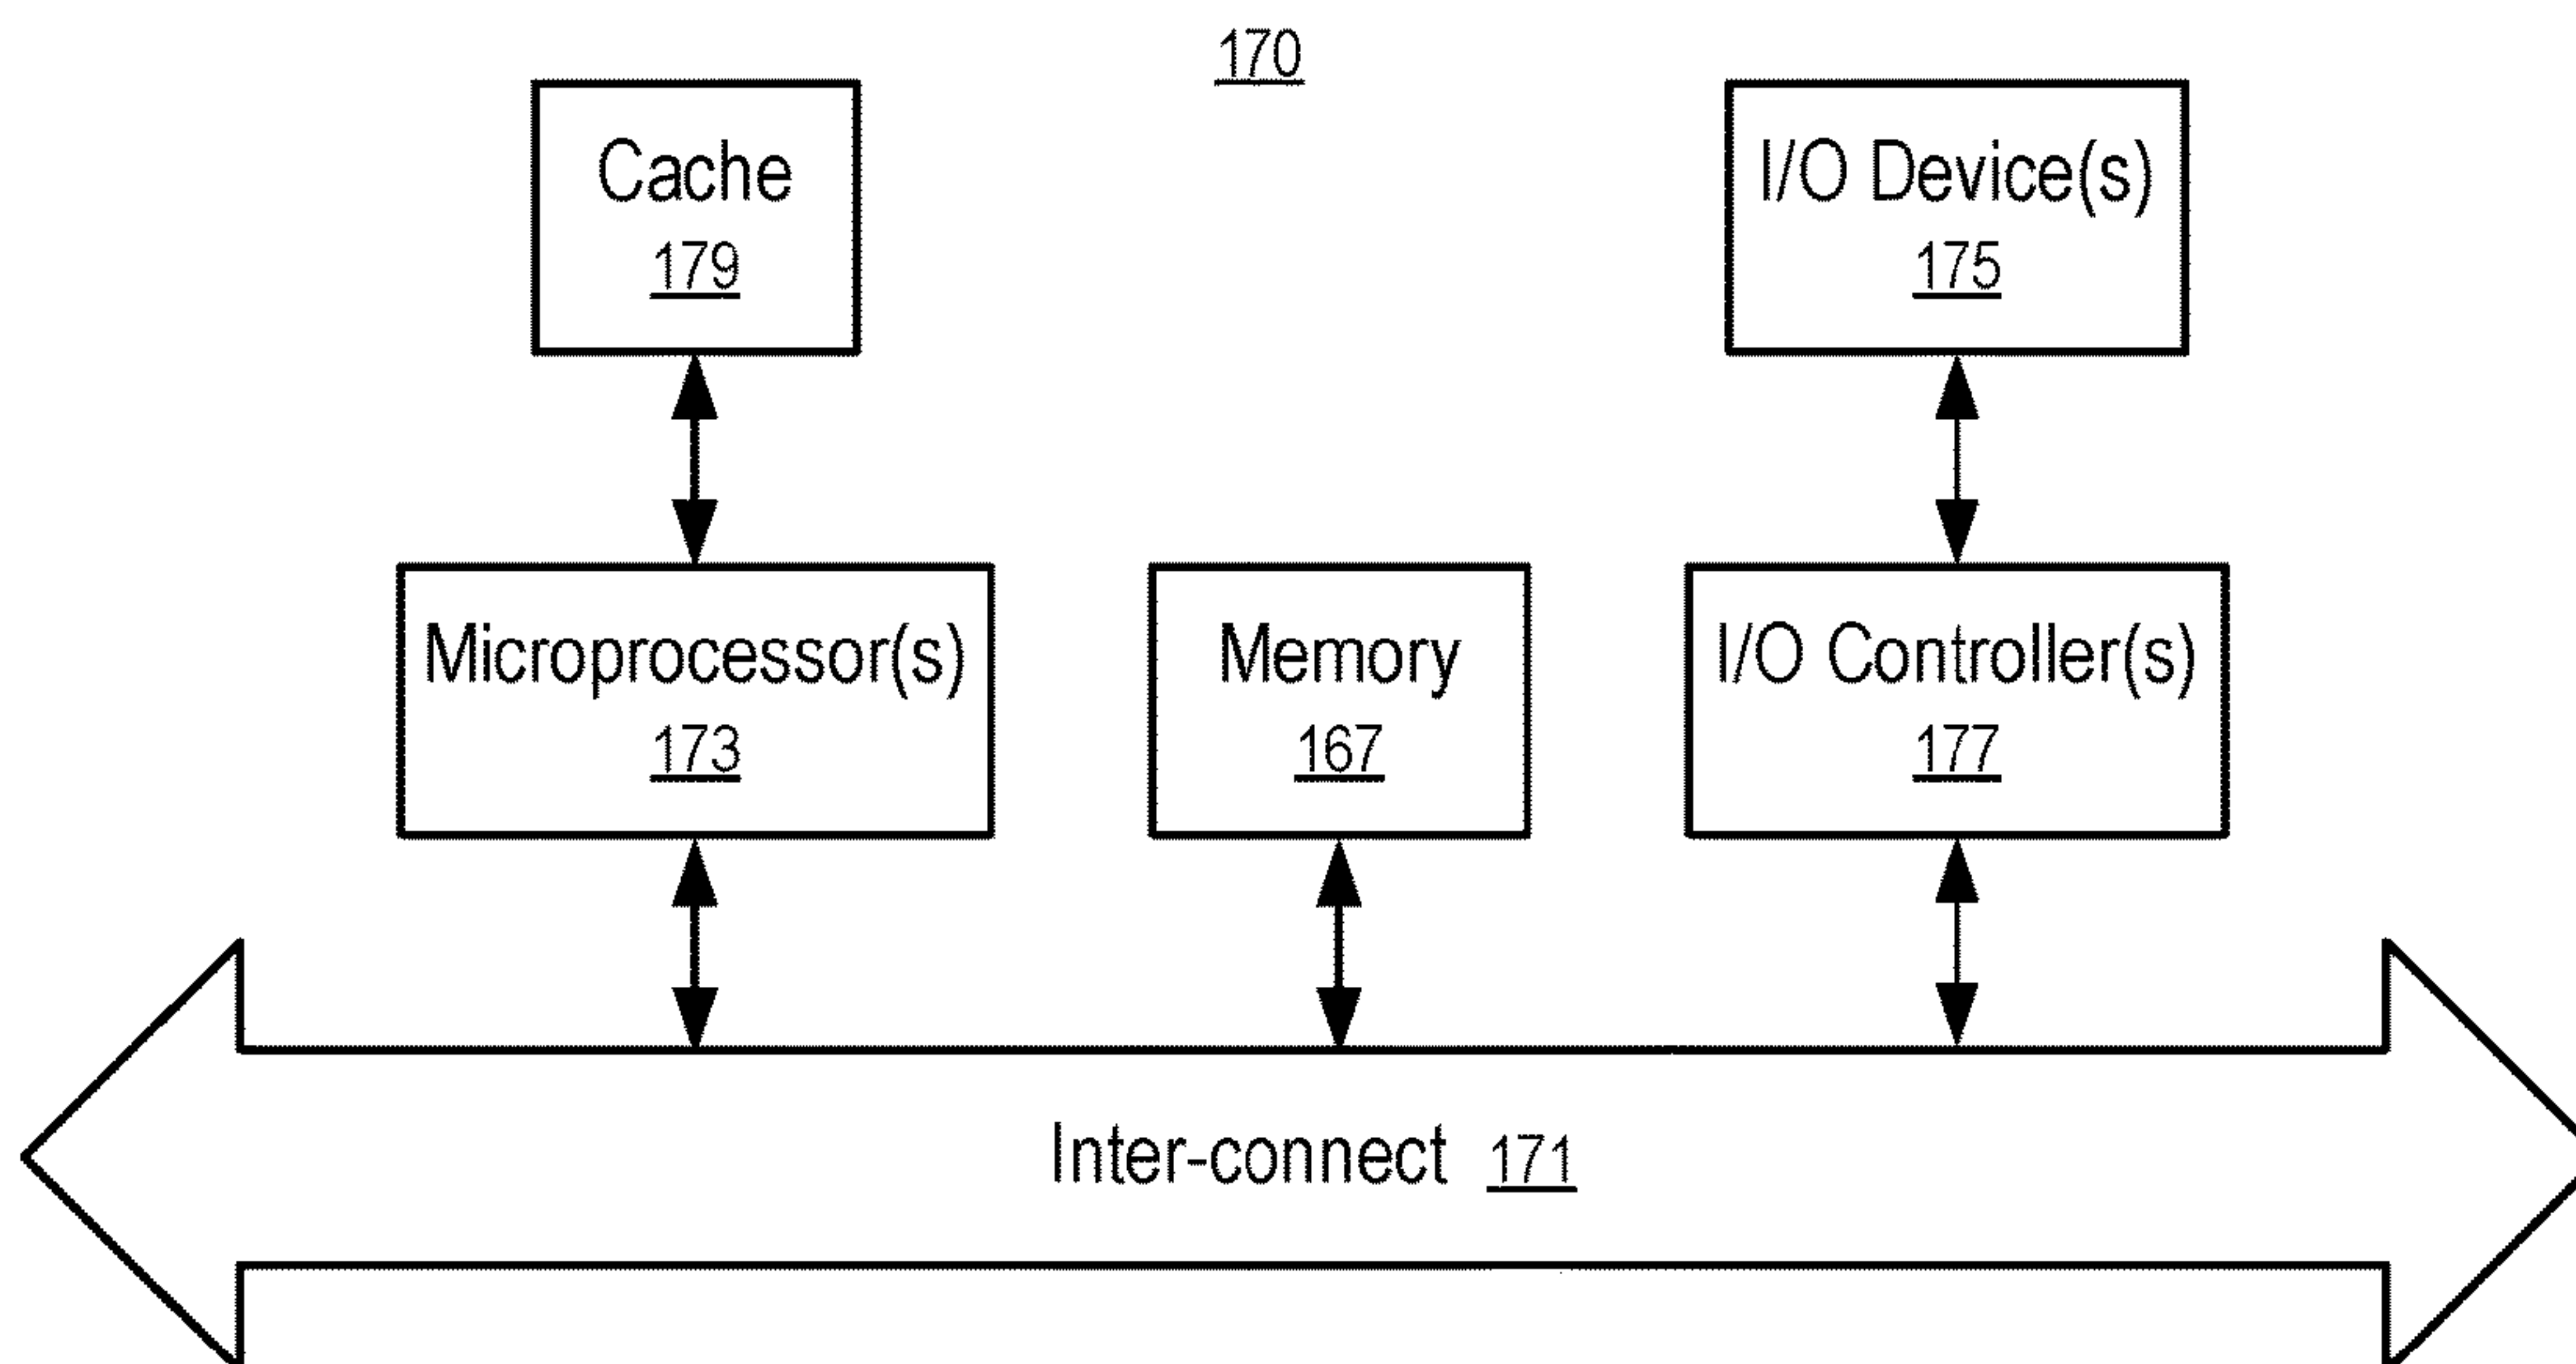 170
Cache
179
I/O Device(s)
175
Microprocessor(s)
173
Memory
167
I/O Controller(s)
177
Inter-connect 171